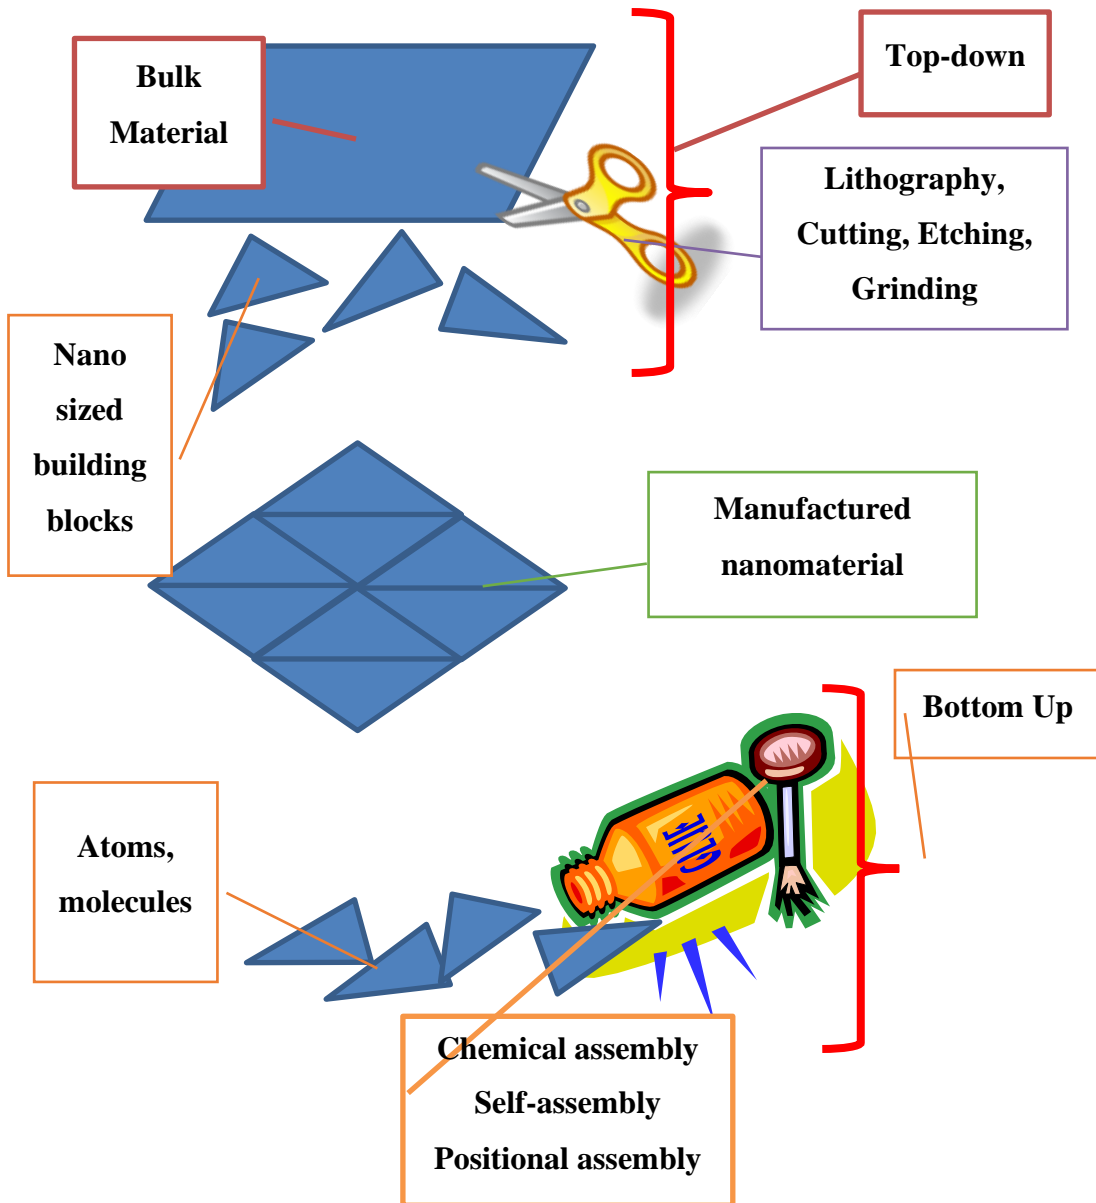 Bulk
Material
Top-down
Lithography,
Cutting, Etching,
Grinding
Nano
sized
building
blocks
Manufactured
nanomaterial
Bottom Up
GNE
Atoms,
molecules
Chemical assembly
Self-assembly
Positional assembly